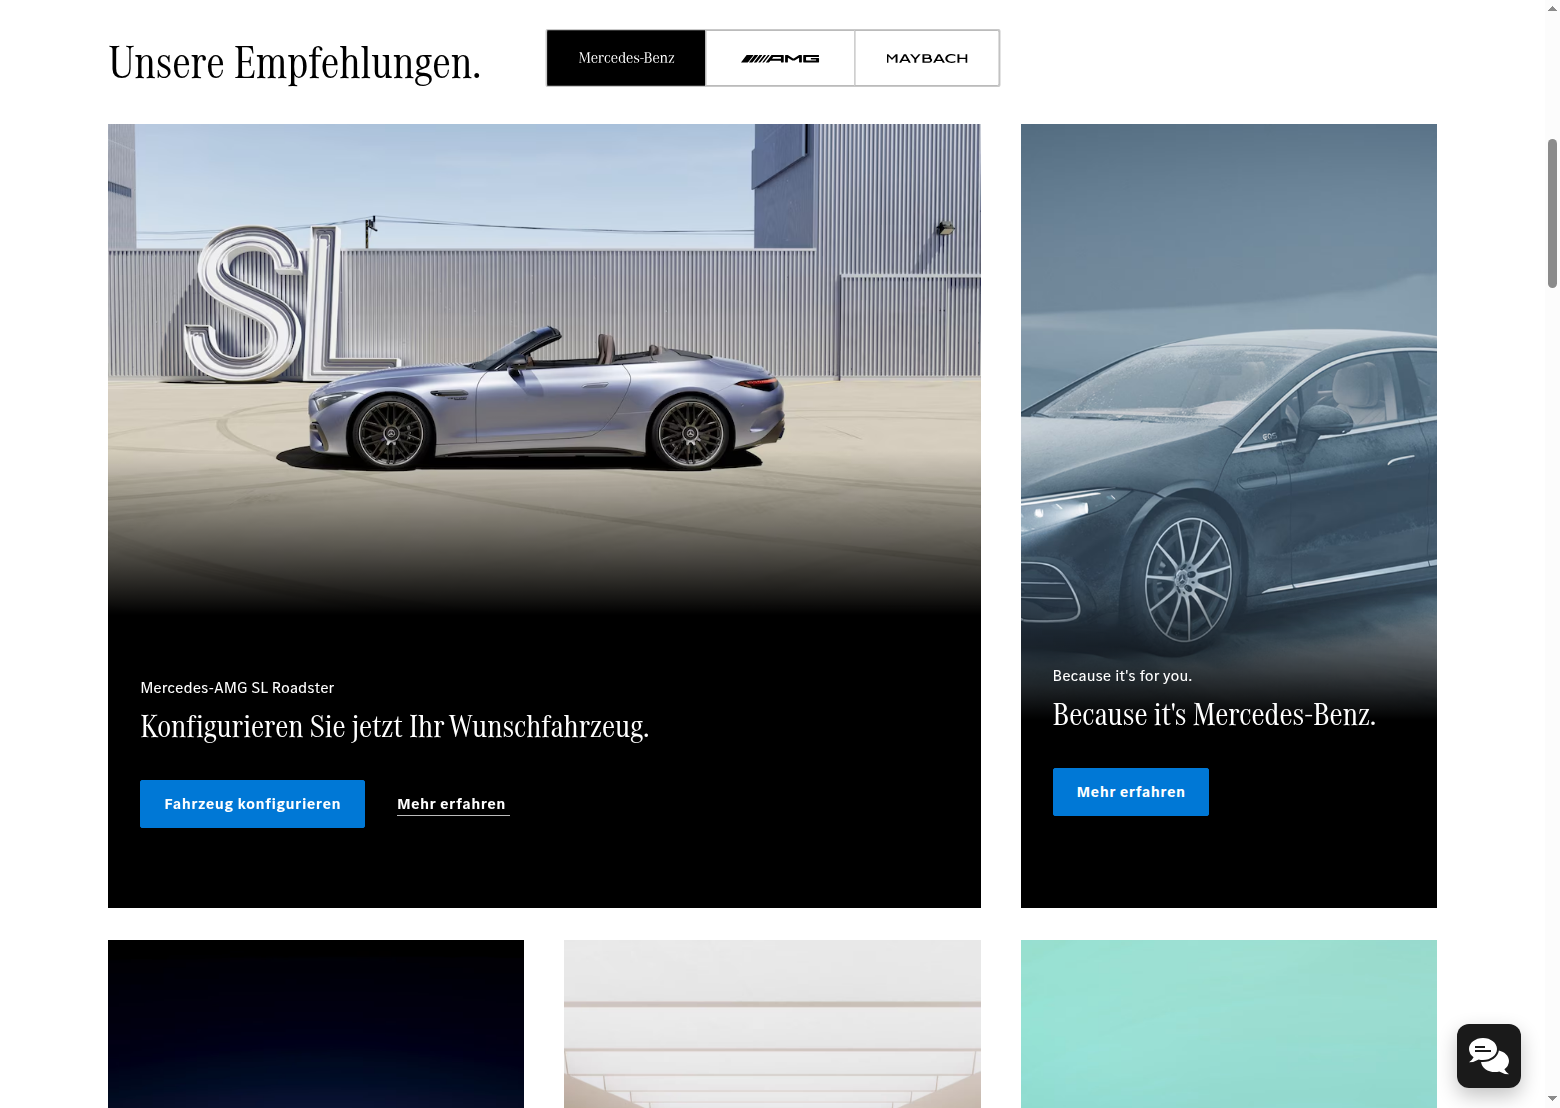 Unsere Empfehlungen.
Mercedes-Benz
AMG
MAYBACH
SL
eqs
Mercedes-AMG SL Roadster
Konfigurieren Sie jetzt Ihr Wunschfahrzeug.
Fahrzeug konfigurieren
Mehr erfahren
Because it's for you.
Because it's Mercedes-Benz.
Mehr erfahren